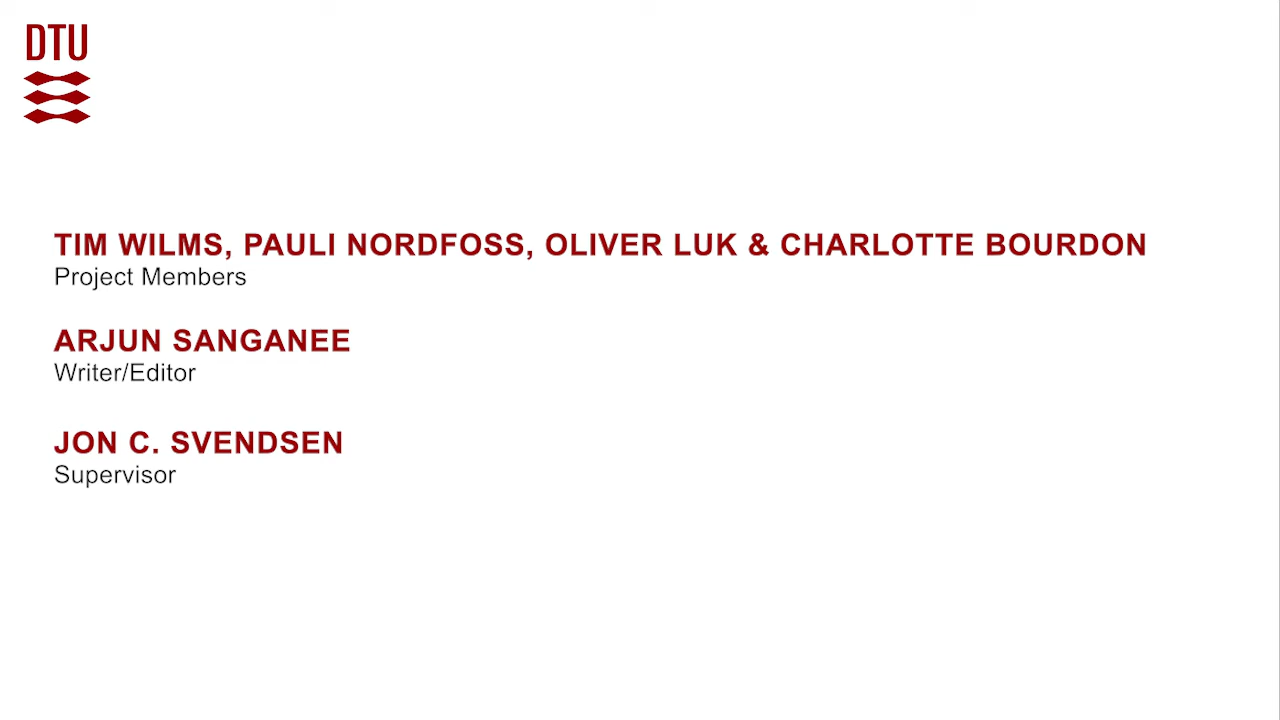 DTU
TIM WILMS, PAULI NORDFOSS, OLIVER LUK & CHARLOTTE BOURDON
Project Members
ARJUN SANGANEE
Writer/Editor
JON C. SVENDSEN
Supervisor